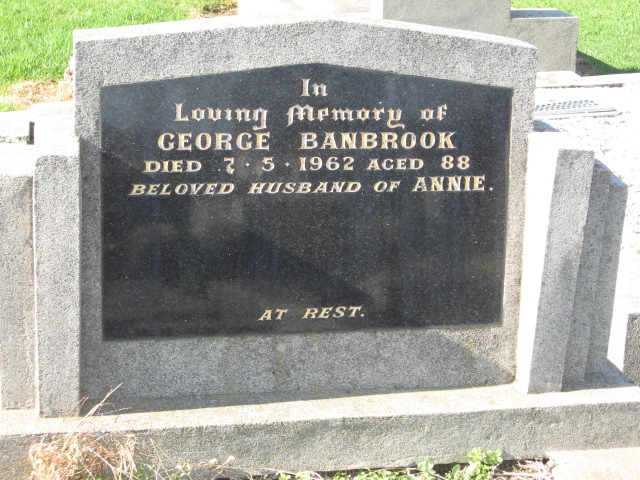 In
Loving Memory of
GEORGE BANBROOK
DIED 7·5·1962 AGED 88
BELOVED HUSBAND OF ANNIE.
AT REST.